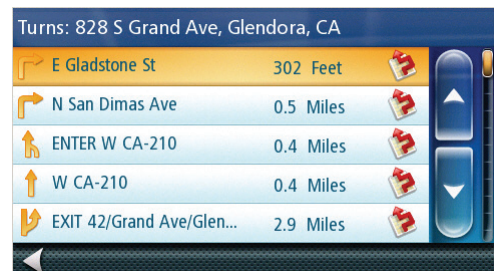 Turns: 828 S Grand Ave, Glendora, CA
E Gladstone St 302 Feet
N San Dimas Ave 0.5 Miles
ENTER W CA-210 0.4 Miles
W CA-210 0.4 Miles
EXIT 42/Grand Ave/Glen... 2.9 Miles